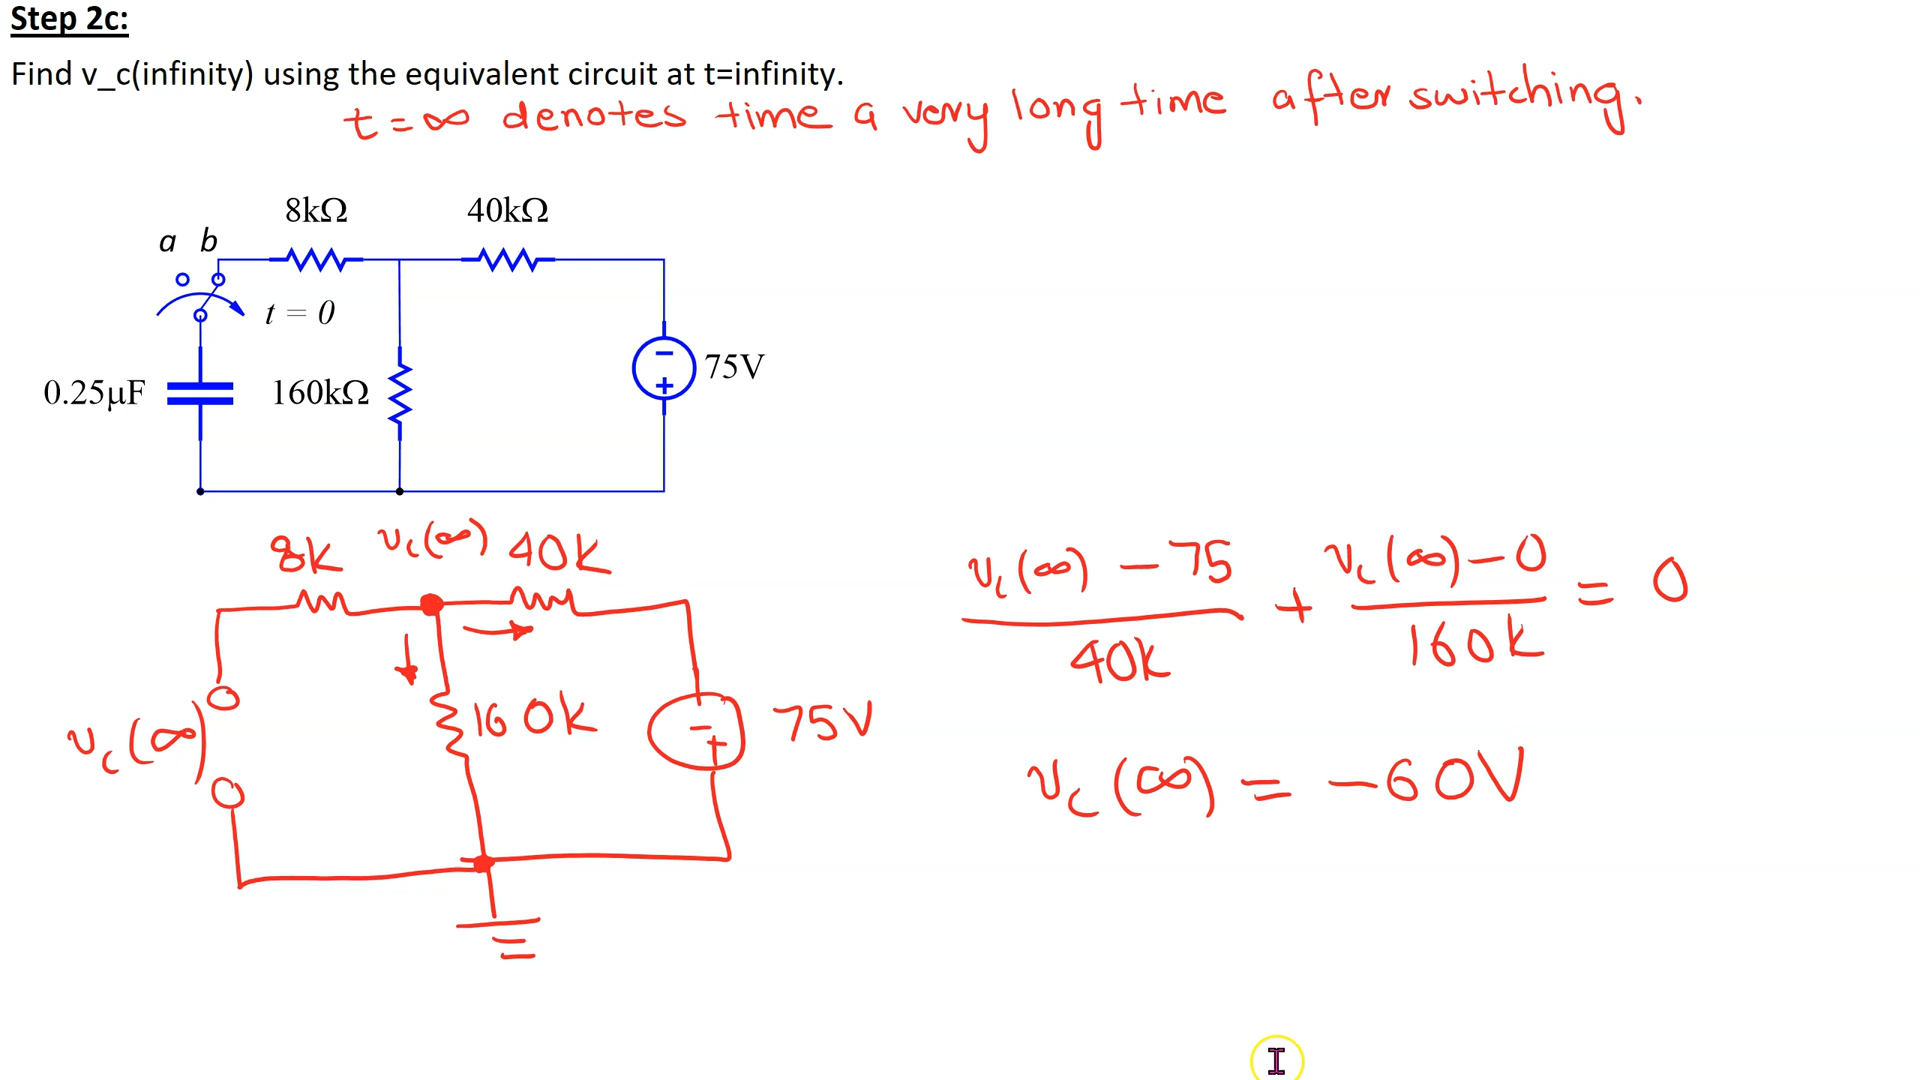 Step 2c:
Find v_c(infinity) using the equivalent circuit at t=infinity.
t = ∞ denotes time a very long time after switching.
8kΩ 40kΩ
a b
t = 0
0.25μF 160kΩ
− + 75V
8k v_c(∞) 40k
v_c(∞) 160k − + 75V
v_c(∞) − 75 / 40k + v_c(∞) − 0 / 160k = 0
v_c(∞) = −60V